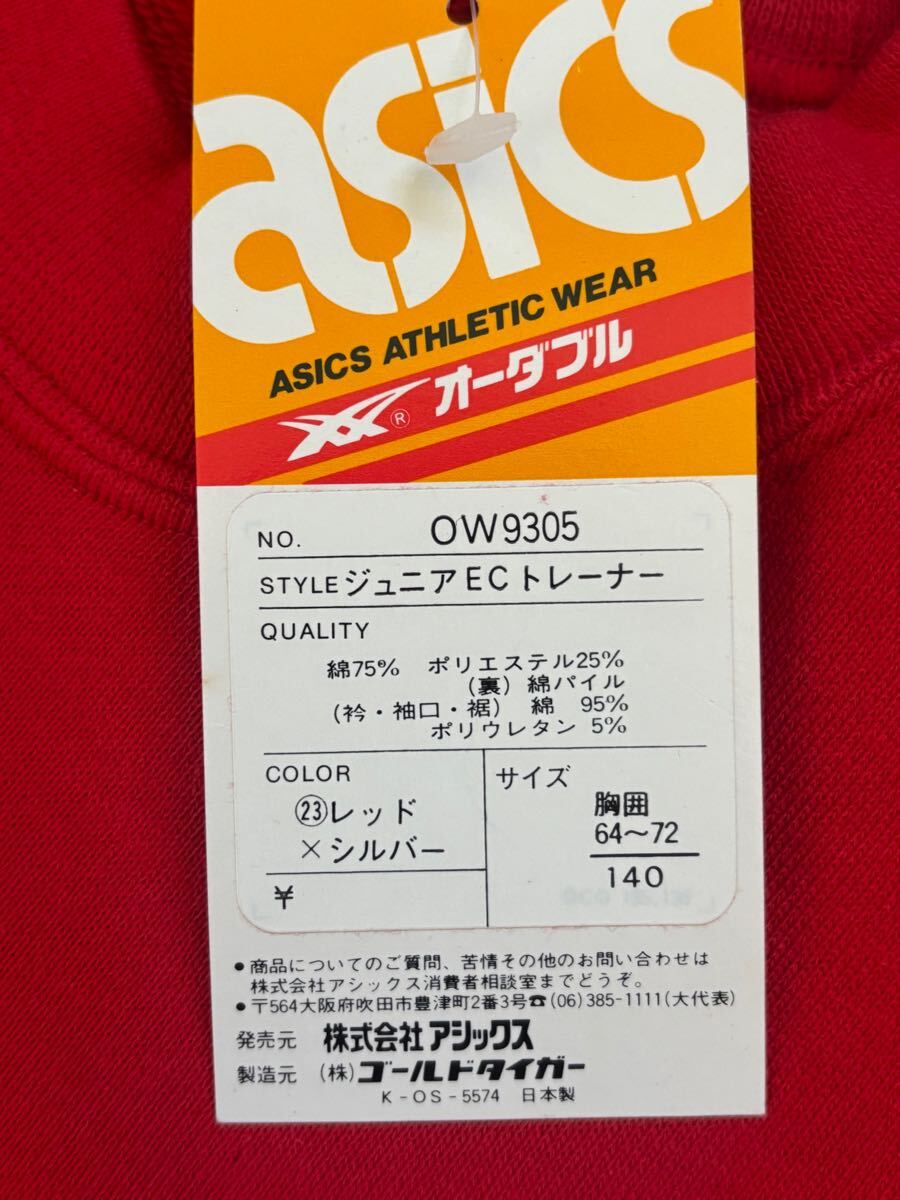 asics
ASICS ATHLETIC WEAR
® オーダブル
NO. OW9305
STYLE ジュニアECトレーナー
QUALITY
綿75% ポリエステル25%
(裏) 綿パイル
(衿・袖口・裾) 綿 95%
ポリウレタン 5%
COLOR
㉓レッド
×シルバー
¥
サイズ
胸囲
64〜72
140
●商品についてのご質問、苦情その他のお問い合わせは
株式会社アシックス消費者相談室までどうぞ。
●〒564大阪府吹田市豊津町2番3号☎(06)385-1111(大代表)
発売元 株式会社アシックス
製造元 (株)ゴールドタイガー
K-OS-5574 日本製